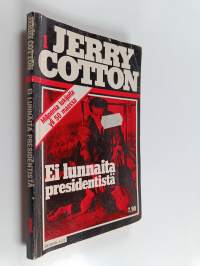 1
JERRY
COTTON
Ei lunnaita
presidentistä
2,90
JERRY COTTON
EI LUNNAITA PRESIDENTISTÄ